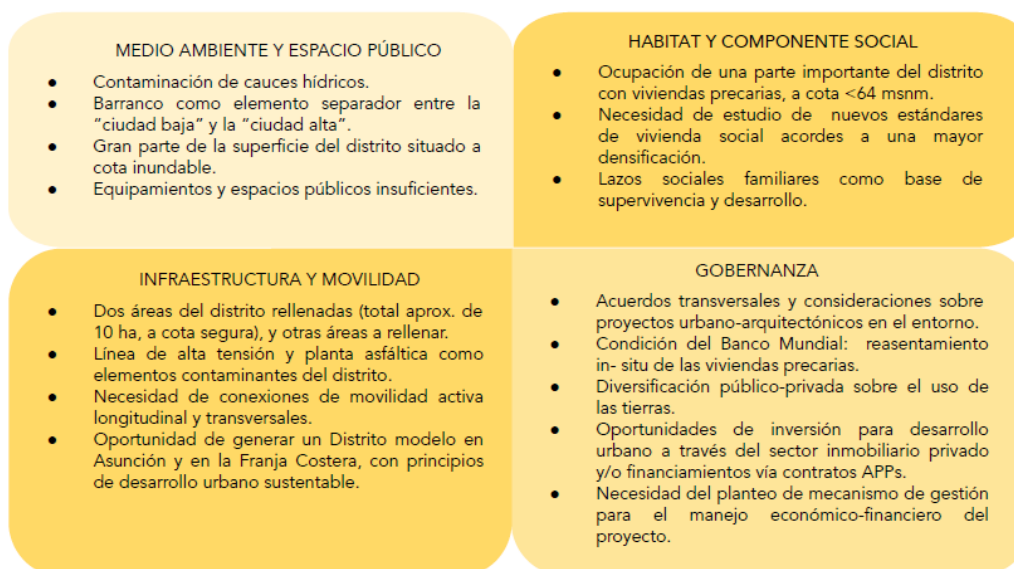 MEDIO AMBIENTE Y ESPACIO PÚBLICO
● Contaminación de cauces hídricos.
● Barranco como elemento separador entre la
“ciudad baja” y la “ciudad alta”.
● Gran parte de la superficie del distrito situado a
cota inundable.
● Equipamientos y espacios públicos insuficientes.
HABITAT Y COMPONENTE SOCIAL
● Ocupación de una parte importante del distrito
con viviendas precarias, a cota <64 msnm.
● Necesidad de estudio de nuevos estándares
de vivienda social acordes a una mayor
densificación.
● Lazos sociales familiares como base de
supervivencia y desarrollo.
INFRAESTRUCTURA Y MOVILIDAD
● Dos áreas del distrito rellenadas (total aprox. de
10 ha, a cota segura), y otras áreas a rellenar.
● Línea de alta tensión y planta asfáltica como
elementos contaminantes del distrito.
● Necesidad de conexiones de movilidad activa
longitudinal y transversales.
● Oportunidad de generar un Distrito modelo en
Asunción y en la Franja Costera, con principios
de desarrollo urbano sustentable.
GOBERNANZA
● Acuerdos transversales y consideraciones sobre
proyectos urbano-arquitectónicos en el entorno.
● Condición del Banco Mundial: reasentamiento
in- situ de las viviendas precarias.
● Diversificación público-privada sobre el uso de
las tierras.
● Oportunidades de inversión para desarrollo
urbano a través del sector inmobiliario privado
y/o financiamientos vía contratos APPs.
● Necesidad del planteo de mecanismo de gestión
para el manejo económico-financiero del
proyecto.